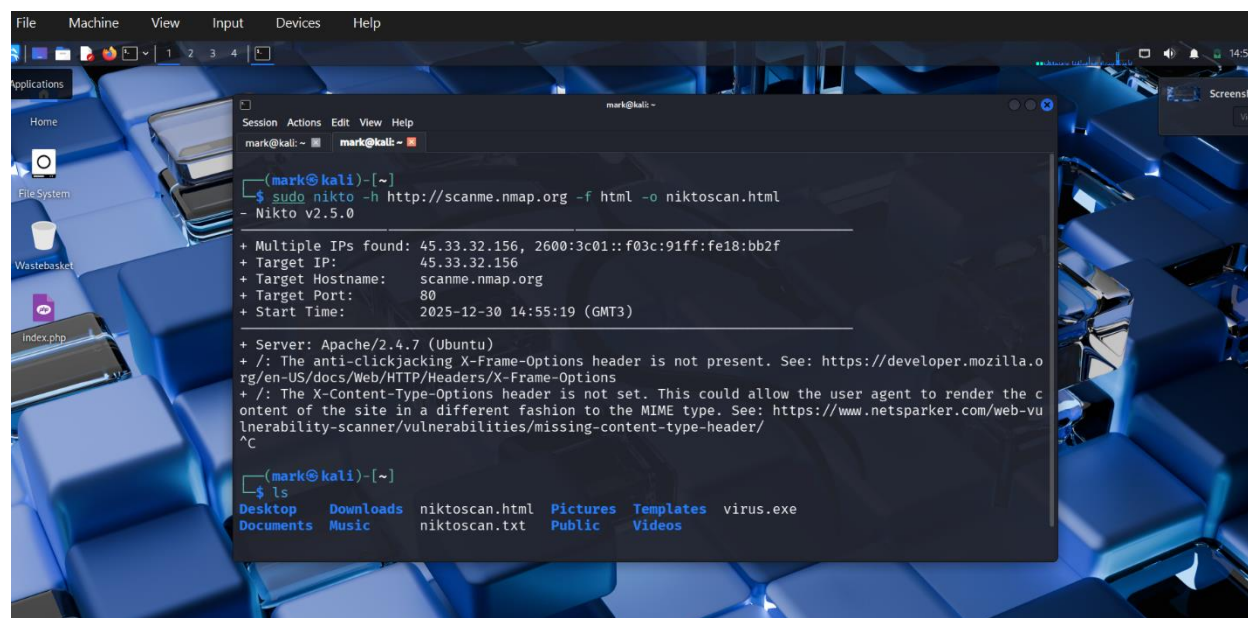 File Machine View Input Devices Help
1 2 3 4
14:5
Applications
Screensh
mark@kali: ~
Home
Session Actions Edit View Help
mark@kali: ~ mark@kali: ~
File System
Wastebasket
index.php
┌──(mark㉿kali)-[~]
└─$ sudo nikto -h http://scanme.nmap.org -f html -o niktoscan.html
- Nikto v2.5.0
+ Multiple IPs found: 45.33.32.156, 2600:3c01::f03c:91ff:fe18:bb2f
+ Target IP: 45.33.32.156
+ Target Hostname: scanme.nmap.org
+ Target Port: 80
+ Start Time: 2025-12-30 14:55:19 (GMT3)
+ Server: Apache/2.4.7 (Ubuntu)
+ /: The anti-clickjacking X-Frame-Options header is not present. See: https://developer.mozilla.o
rg/en-US/docs/Web/HTTP/Headers/X-Frame-Options
+ /: The X-Content-Type-Options header is not set. This could allow the user agent to render the c
ontent of the site in a different fashion to the MIME type. See: https://www.netsparker.com/web-vu
lnerability-scanner/vulnerabilities/missing-content-type-header/
^C
┌──(mark㉿kali)-[~]
└─$ ls
Desktop Downloads niktoscan.html Pictures Templates virus.exe
Documents Music niktoscan.txt Public Videos